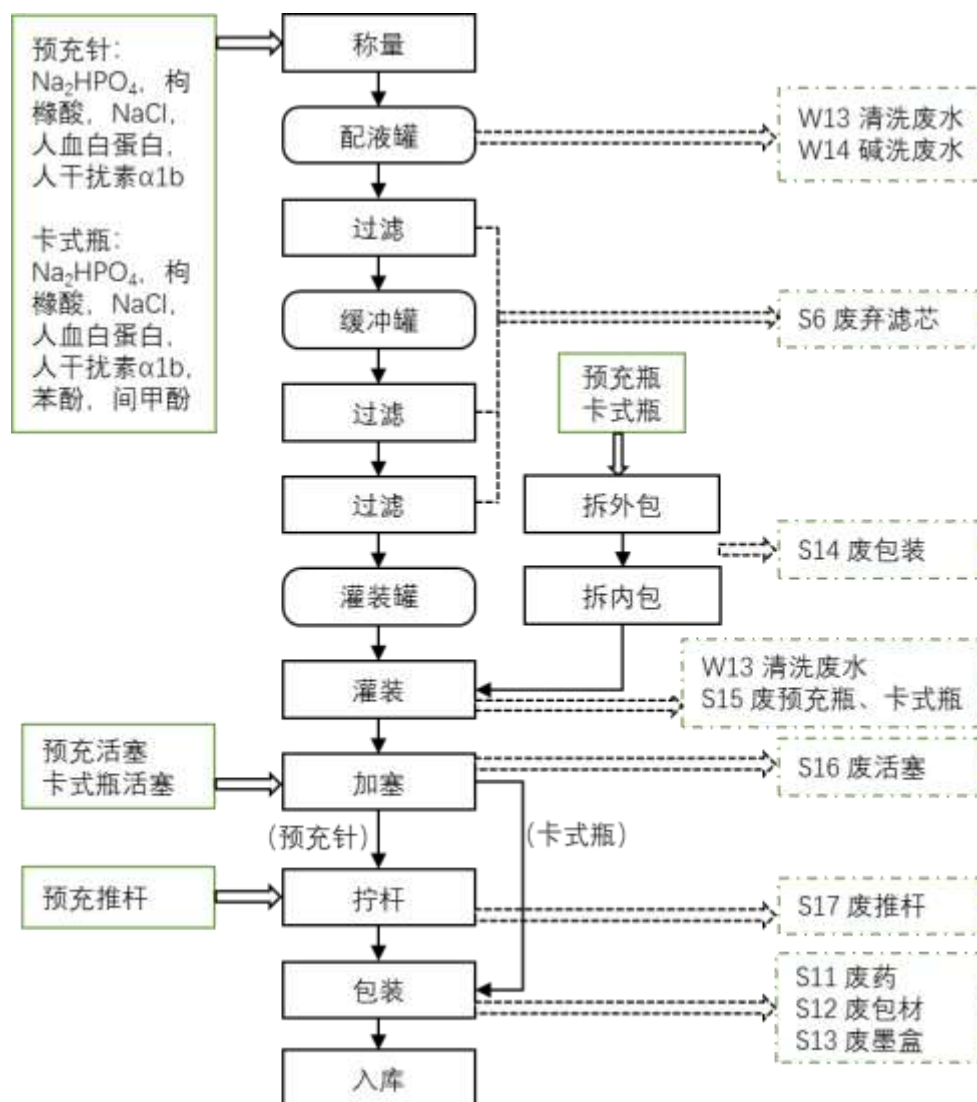 预充针：
Na₂HPO₄，枸
橼酸，NaCl，
人血白蛋白，
人干扰素α1b
卡式瓶：
Na₂HPO₄，枸
橼酸，NaCl，
人血白蛋白，
人干扰素α1b，
苯酚，间甲酚
称量
配液罐
W13 清洗废水
W14 碱洗废水
过滤
缓冲罐
S6 废弃滤芯
过滤
预充瓶
卡式瓶
过滤
拆外包
S14 废包装
灌装罐
拆内包
灌装
W13 清洗废水
S15 废预充瓶、卡式瓶
预充活塞
卡式瓶活塞
加塞
S16 废活塞
(预充针)
(卡式瓶)
预充推杆
拧杆
S17 废推杆
包装
S11 废药
S12 废包材
S13 废墨盒
入库